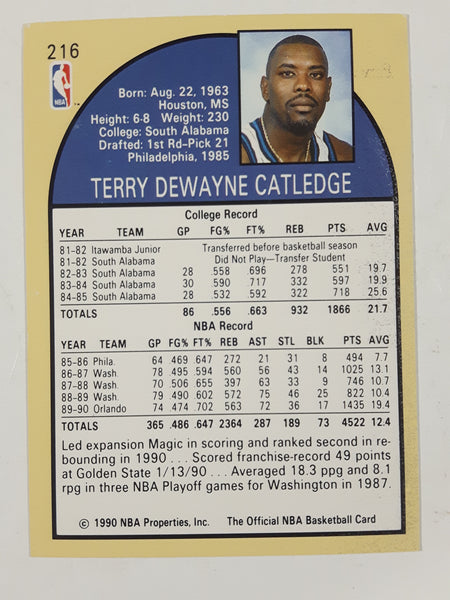 216
NBA
Born: Aug. 22, 1963
Houston, MS
Height: 6-8 Weight: 230
College: South Alabama
Drafted: 1st Rd-Pick 21
Philadelphia, 1985
TERRY DEWAYNE CATLEDGE
College Record
YEAR TEAM GP FG% FT% REB PTS AVG
81-82 Itawamba Junior Transferred before basketball season
81-82 South Alabama Did Not Play—Transfer Student
82-83 South Alabama 28 .558 .696 278 551 19.7
83-84 South Alabama 30 .590 .717 332 597 19.9
84-85 South Alabama 28 .532 .592 322 718 25.6
TOTALS 86 .556 .663 932 1866 21.7
NBA Record
YEAR TEAM GP FG% FT% REB AST STL BLK PTS AVG
85-86 Phila. 64 .469 .647 272 21 31 8 494 7.7
86-87 Wash. 78 .495 .594 560 56 43 14 1025 13.1
87-88 Wash. 70 .506 .655 397 63 33 9 746 10.7
88-89 Wash. 79 .490 .602 572 75 46 25 822 10.4
89-90 Orlando 74 .474 .702 563 72 36 17 1435 19.4
TOTALS 365 .486 .647 2364 287 189 73 4522 12.4
Led expansion Magic in scoring and ranked second in re-
bounding in 1990 . . . Scored franchise-record 49 points
at Golden State 1/13/90 . . . Averaged 18.3 ppg and 8.1
rpg in three NBA Playoff games for Washington in 1987.
© 1990 NBA Properties, Inc. The Official NBA Basketball Card